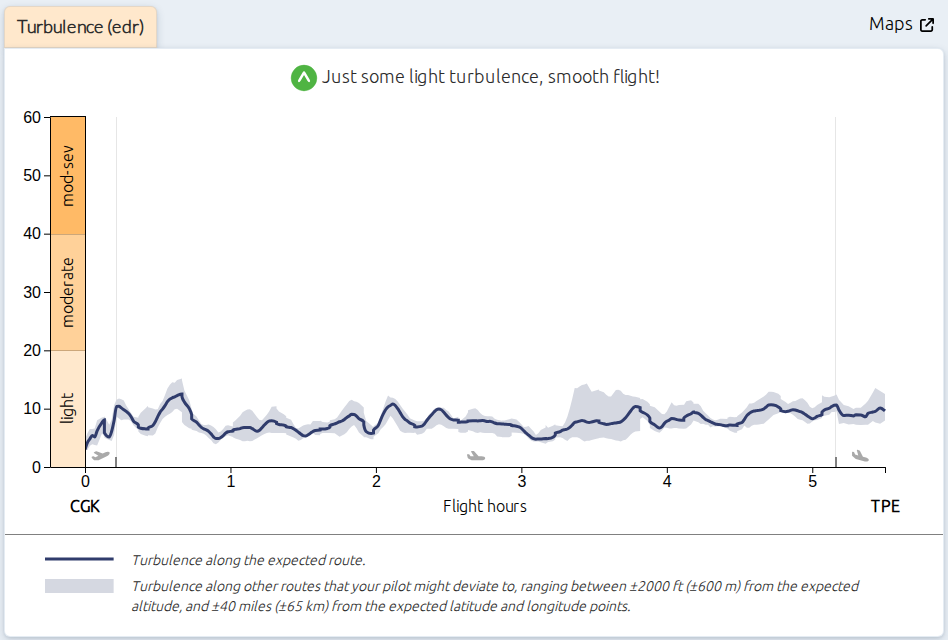 Turbulence (edr)
Maps
Just some light turbulence, smooth flight!
60
50
40
30
20
10
0
mod-sev
moderate
light
0 1 2 3 4 5
CGK Flight hours TPE
Turbulence along the expected route.
Turbulence along other routes that your pilot might deviate to, ranging between ±2000 ft (±600 m) from the expected
altitude, and ±40 miles (±65 km) from the expected latitude and longitude points.